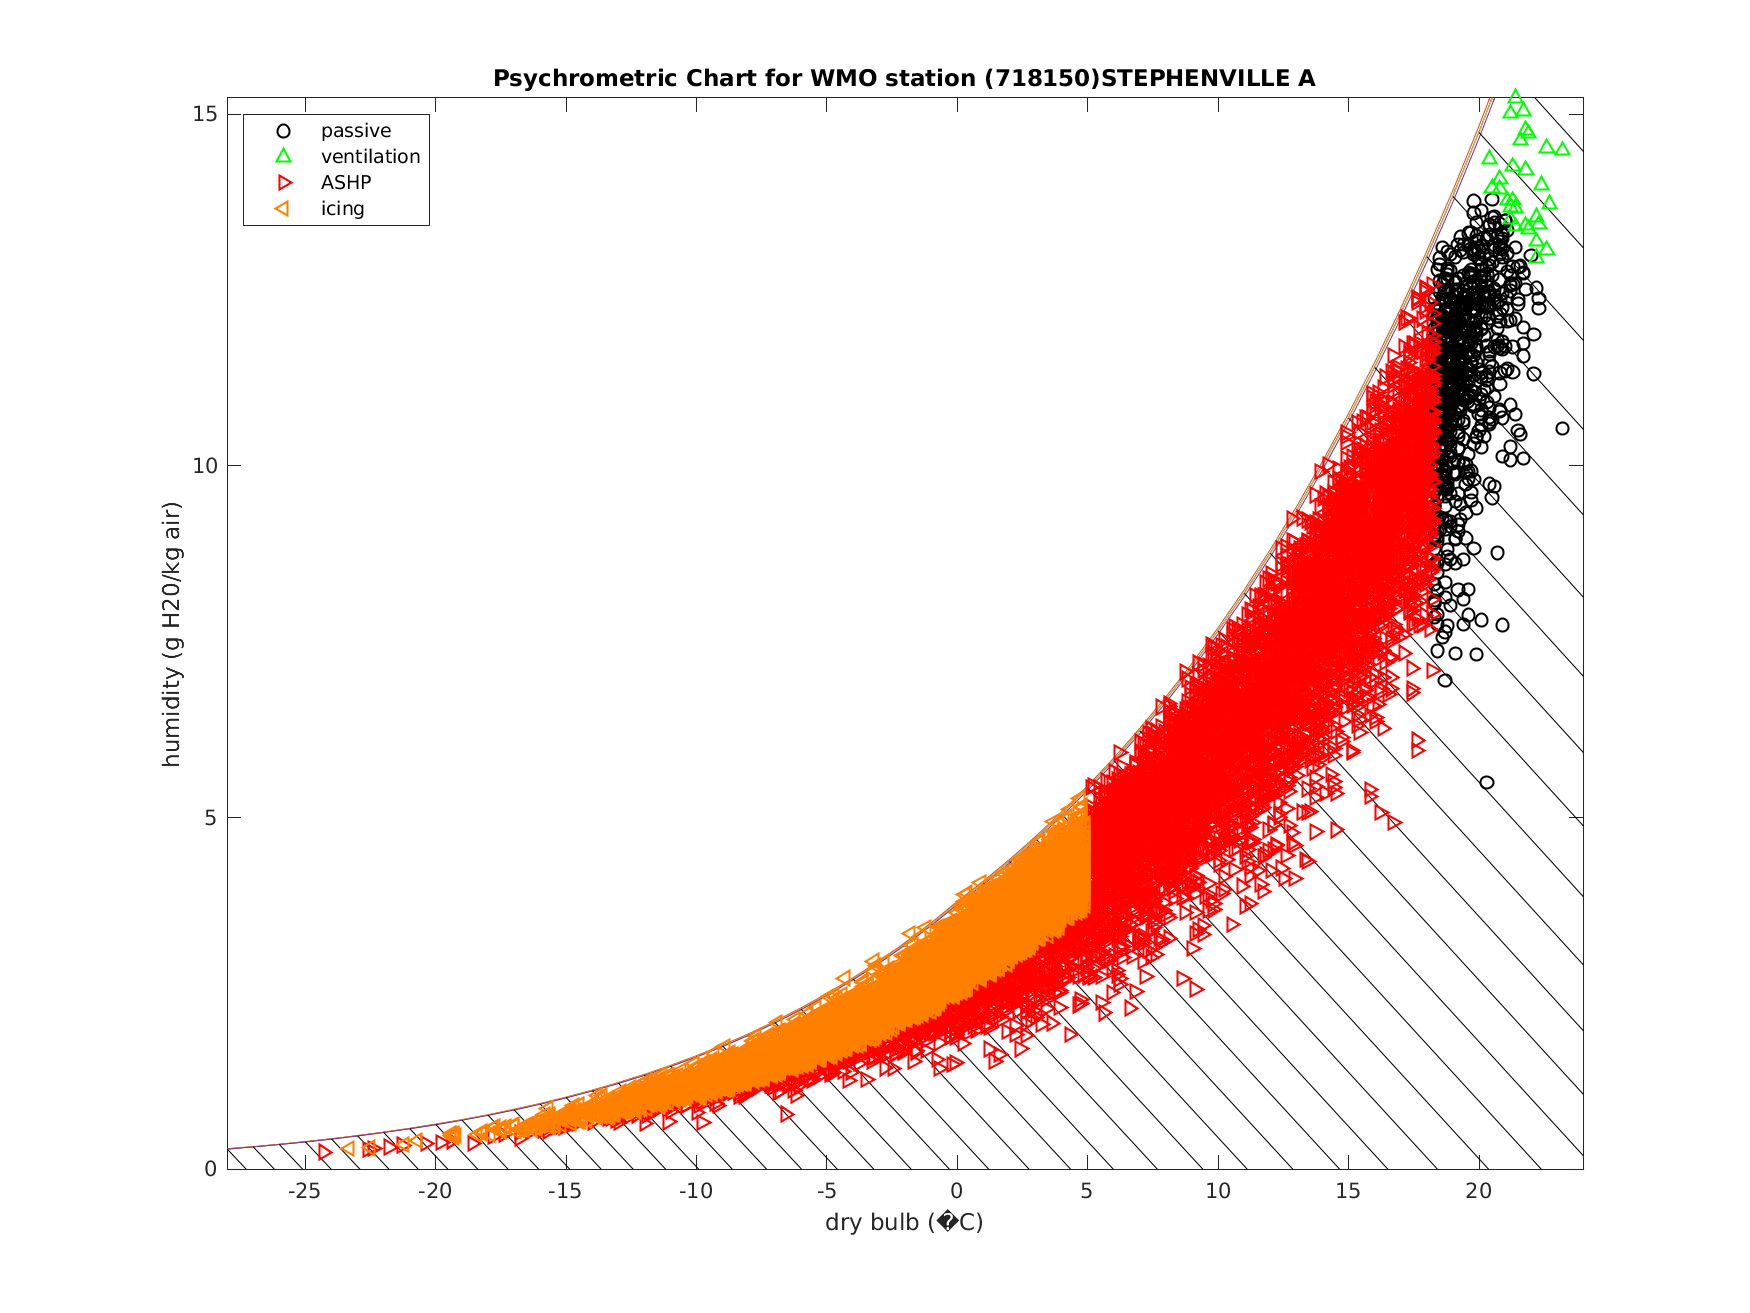 Psychrometric Chart for WMO station (718150)STEPHENVILLE A
passive
ventilation
ASHP
icing
15
10
5
0
humidity (g H20/kg air)
-25 -20 -15 -10 -5 0 5 10 15 20
dry bulb (�C)